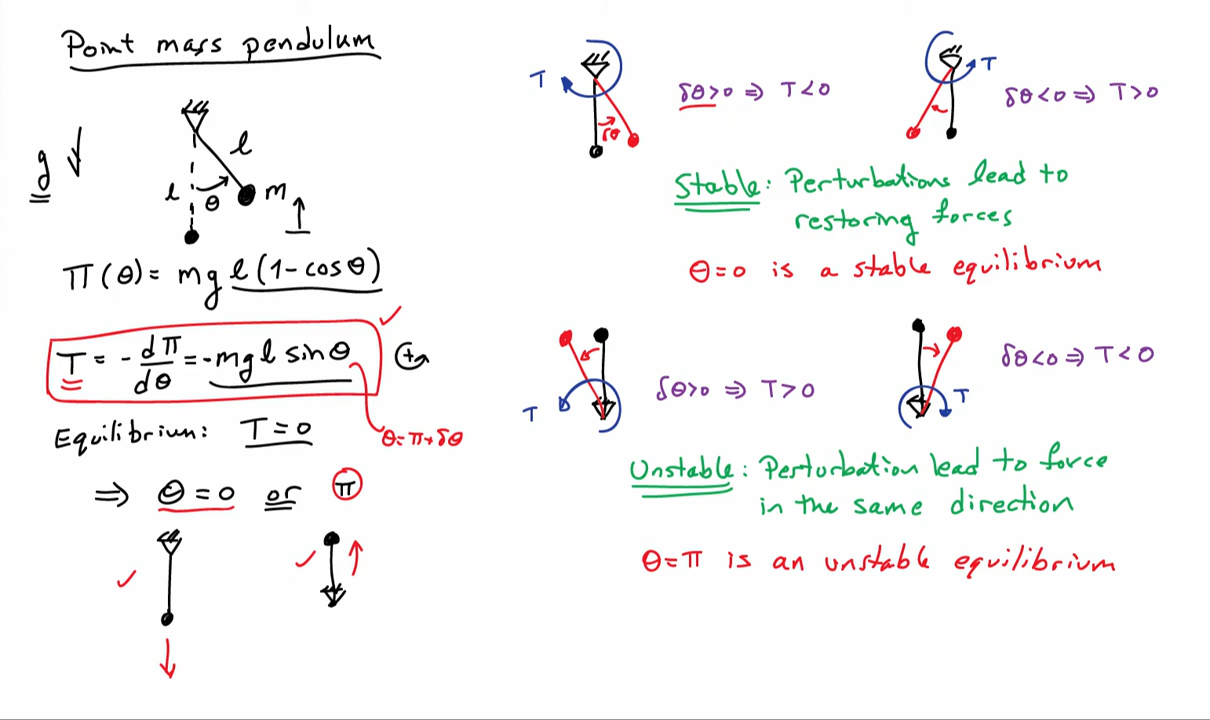 Point mass pendulum
g
l
l
θ
m
Π(θ) = mg l(1-cosθ)
T = -dΠ/dθ = -mg l sinθ
θ=π+δθ
Equilibrium: T=0
⇒ θ=0 or π
T
δθ
δθ>0 ⇒ T<0
T
δθ<0 ⇒ T>0
Stable: Perturbations lead to
restoring forces
θ=0 is a stable equilibrium
T
δθ>0 ⇒ T>0
T
δθ<0 ⇒ T<0
Unstable: Perturbation lead to force
in the same direction
θ=π is an unstable equilibrium